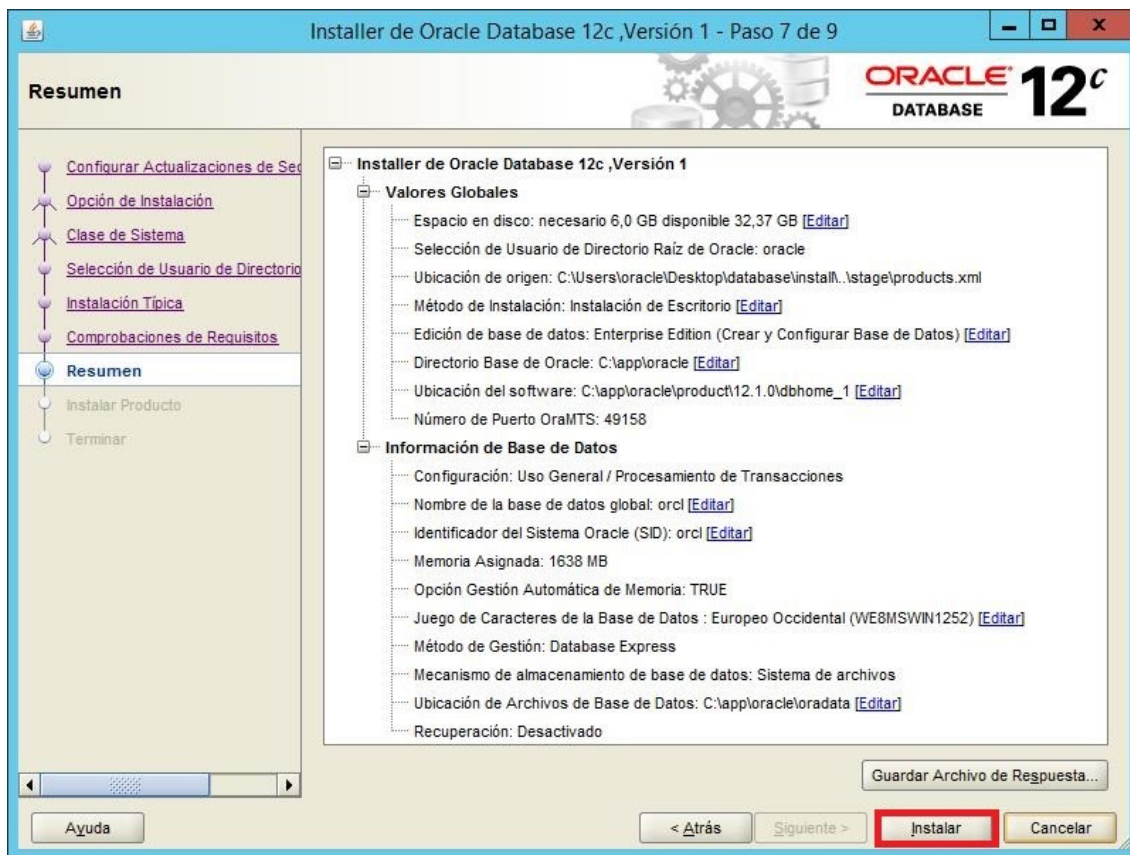 Installer de Oracle Database 12c ,Versión 1 - Paso 7 de 9
Resumen
ORACLE
DATABASE
12c
Configurar Actualizaciones de Sec
Opción de Instalación
Clase de Sistema
Selección de Usuario de Directorio
Instalación Típica
Comprobaciones de Requisitos
Resumen
Instalar Producto
Terminar
Installer de Oracle Database 12c ,Versión 1
Valores Globales
Espacio en disco: necesario 6,0 GB disponible 32,37 GB [Editar]
Selección de Usuario de Directorio Raíz de Oracle: oracle
Ubicación de origen: C:\Users\oracle\Desktop\database\install\..\stage\products.xml
Método de Instalación: Instalación de Escritorio [Editar]
Edición de base de datos: Enterprise Edition (Crear y Configurar Base de Datos) [Editar]
Directorio Base de Oracle: C:\app\oracle [Editar]
Ubicación del software: C:\app\oracle\product\12.1.0\dbhome_1 [Editar]
Número de Puerto OraMTS: 49158
Información de Base de Datos
Configuración: Uso General / Procesamiento de Transacciones
Nombre de la base de datos global: orcl [Editar]
Identificador del Sistema Oracle (SID): orcl [Editar]
Memoria Asignada: 1638 MB
Opción Gestión Automática de Memoria: TRUE
Juego de Caracteres de la Base de Datos : Europeo Occidental (WE8MSWIN1252) [Editar]
Método de Gestión: Database Express
Mecanismo de almacenamiento de base de datos: Sistema de archivos
Ubicación de Archivos de Base de Datos: C:\app\oracle\oradata [Editar]
Recuperación: Desactivado
Guardar Archivo de Respuesta...
Ayuda
< Atrás
Siguiente >
Instalar
Cancelar